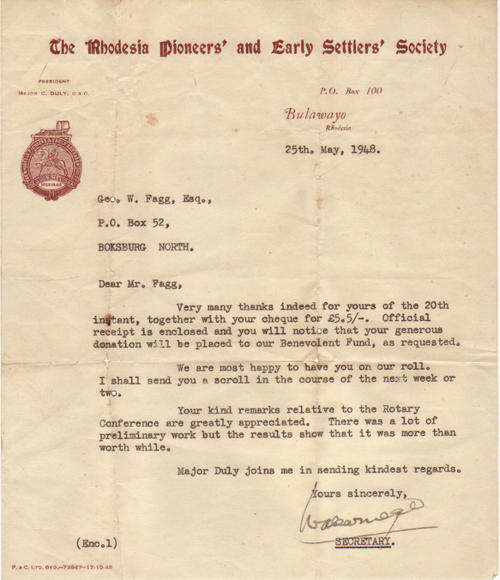 The Rhodesia Pioneers' and Early Settlers' Society
PRESIDENT
MAJOR C. DULY, D.S.O.
P.O. Box 100
Bulawayo
Rhodesia
25th. May, 1948.
Geo. W. Fagg, Esq.,
P.O. Box 52,
BOKSBURG NORTH.
Dear Mr. Fagg,
Very many thanks indeed for yours of the 20th
instant, together with your cheque for £5.5/-. Official
receipt is enclosed and you will notice that your generous
donation will be placed to our Benevolent Fund, as requested.
We are most happy to have you on our roll.
I shall send you a scroll in the course of the next week or
two.
Your kind remarks relative to the Rotary
Conference are greatly appreciated. There was a lot of
preliminary work but the results show that it was more than
worth while.
Major Duly joins me in sending kindest regards.
Yours sincerely,
SECRETARY.
(Enc.1)
P. & C. LTD. BYO.